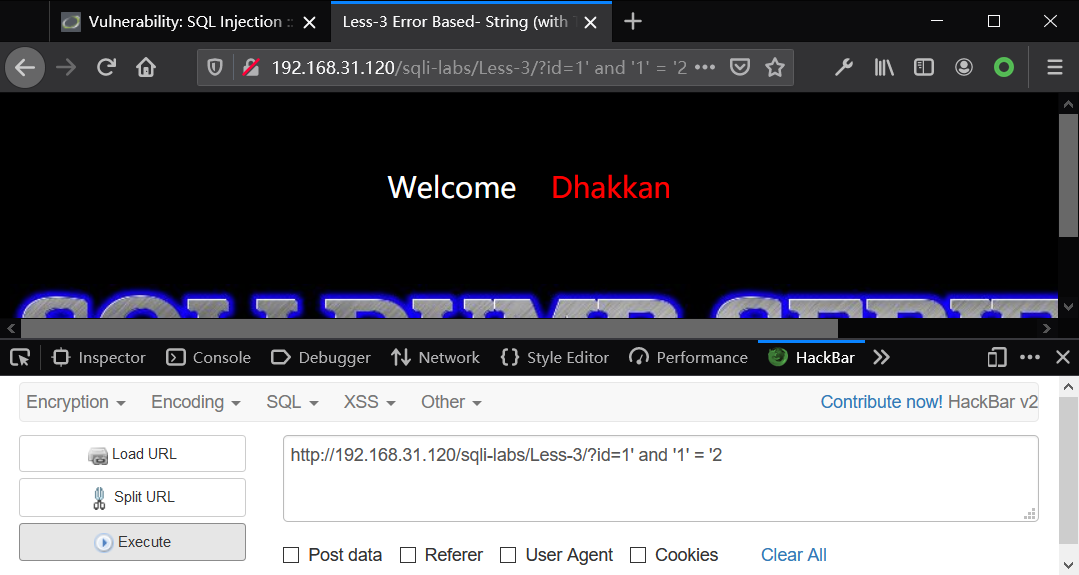 Vulnerability: SQL Injection :
Less-3 Error Based- String (with T
192.168.31.120/sqli-labs/Less-3/?id=1' and '1' = '2
Welcome Dhakkan
Inspector Console Debugger Network Style Editor Performance HackBar
Encryption Encoding SQL XSS Other Contribute now! HackBar v2
Load URL
http://192.168.31.120/sqli-labs/Less-3/?id=1' and '1' = '2
Split URL
Execute
Post data Referer User Agent Cookies Clear All